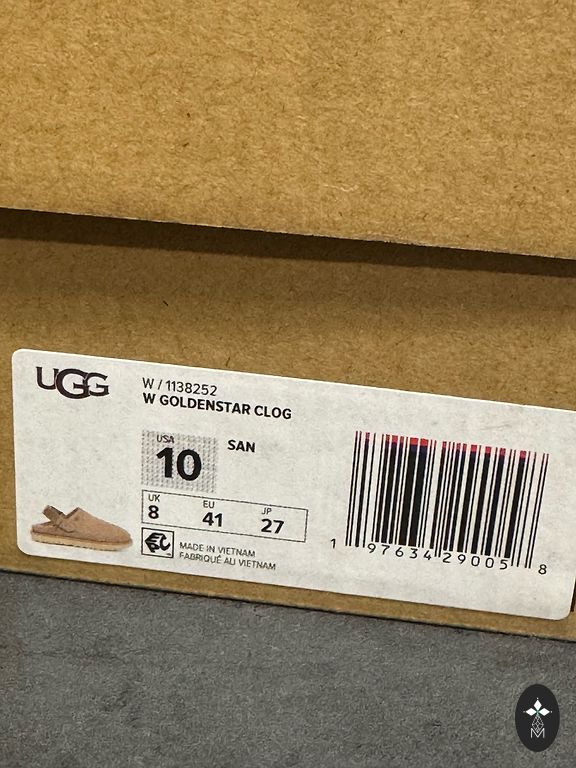 UGG
W / 1138252
W GOLDENSTAR CLOG
USA
10
SAN
UK EU JP
8 41 27
MADE IN VIETNAM
FABRIQUÉ AU VIETNAM
1 97634 29005 8
M